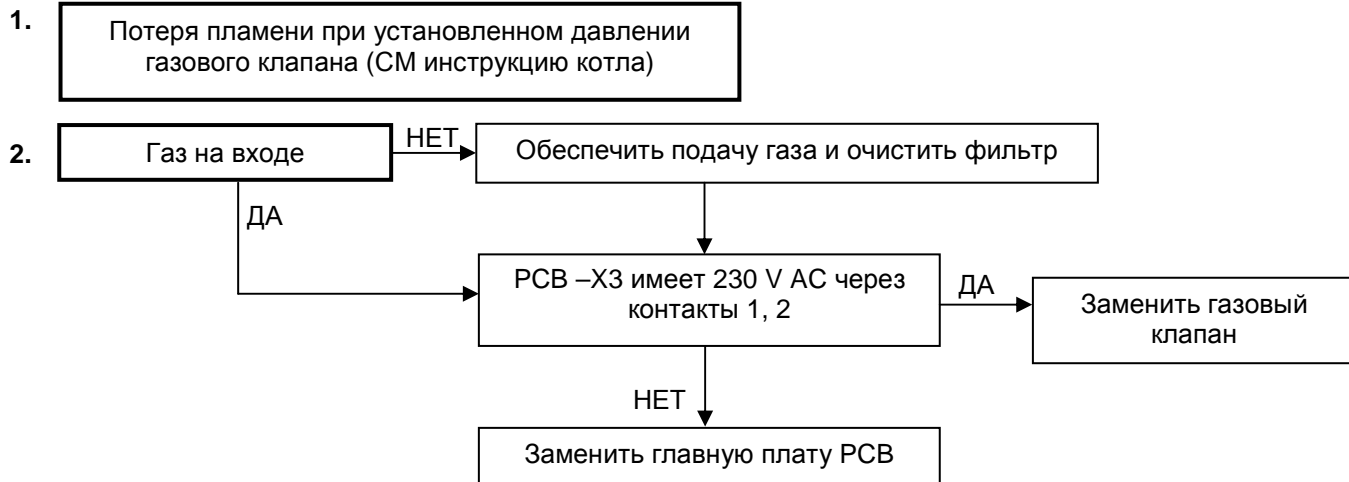 1.
Потеря пламени при установленном давлении
газового клапана (СМ инструкцию котла)
2.
Газ на входе
НЕТ
Обеспечить подачу газа и очистить фильтр
ДА
PCB –X3 имеет 230 V AC через
контакты 1, 2
ДА
Заменить газовый
клапан
НЕТ
Заменить главную плату PCB